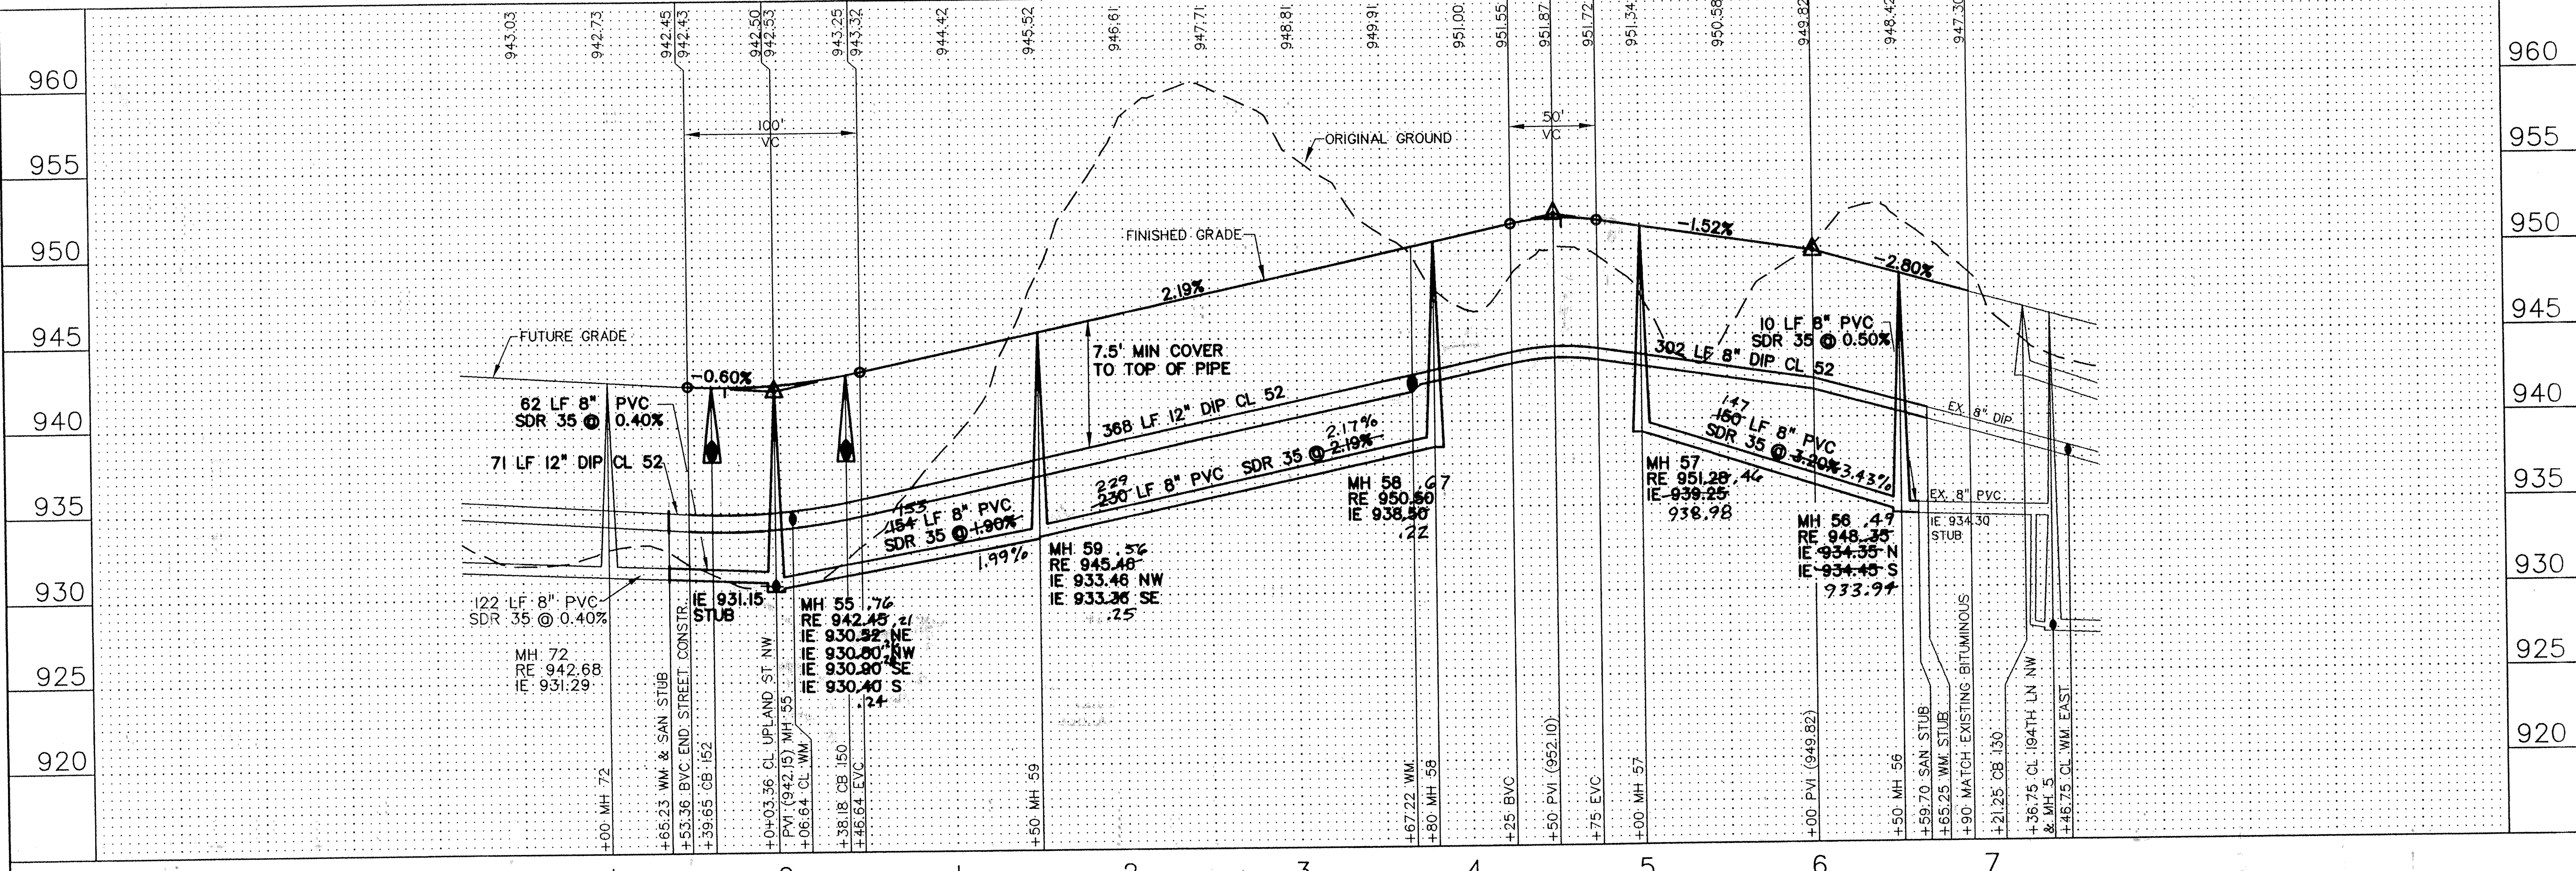 943.03
942.73
942.45
942.43
942.50
942.53
943.25
943.32
944.42
945.52
946.61
947.71
948.81
949.91
951.00
951.55
951.87
951.72
951.34
950.58
949.82
948.42
947.30
960
960
955
955
950
950
945
945
940
940
935
935
930
930
925
925
920
920
100'
VC
50'
VC
ORIGINAL GROUND
FINISHED GRADE
FUTURE GRADE
-0.60%
2.19%
-1.52%
-2.80%
7.5' MIN COVER
TO TOP OF PIPE
62 LF 8" PVC
SDR 35 @ 0.40%
71 LF 12" DIP CL 52
368 LF 12" DIP CL 52
302 LF 8" DIP CL 52
10 LF 8" PVC
SDR 35 @ 0.50%
EX. 8" DIP
EX. 8" PVC
IE 934.30
STUB
2.17%
229
230 LF 8" PVC SDR 35 @ 2.19%
153
154 LF 8" PVC
SDR 35 @ 1.90%
1.99%
147
150 LF 8" PVC
SDR 35 @ 3.20% 3.43%
122 LF 8" PVC
SDR 35 @ 0.40%
MH 72
RE 942.68
IE 931.29
IE 931.15
STUB
MH 55 .76
RE 942.45 .21
IE 930.52 NE
IE 930.80 NW
IE 930.90 SE
IE 930.40 S
.24
MH 59 .56
RE 945.48
IE 933.46 NW
IE 933.36 SE
.25
MH 58 .67
RE 950.50
IE 938.50
.22
MH 57
RE 951.28 .46
IE 939.25
938.98
MH 56 .49
RE 948.35
IE 934.35 N
IE 934.45 S
933.94
+00 MH 72
+65.23 WM & SAN STUB
+53.36 BVC END STREET CONSTR.
+39.65 CB 152
+0+03.36 CL UPLAND ST NW
PVI (942.15) MH 55
+06.64 CL WM
+38.18 CB 150
+46.64 EVC
+50 MH 59
+67.22 WM
+80 MH 58
+25 BVC
+50 PVI (952.10)
+75 EVC
+00 MH 57
+00 PVI (949.82)
+50 MH 56
+59.70 SAN STUB
+65.25 WM STUB
+90 MATCH EXISTING BITUMINOUS
+21.25 CB 130
+36.75 CL 194TH LN NW
& MH 5
+46.75 CL WM EAST
1
2
3
4
5
6
7